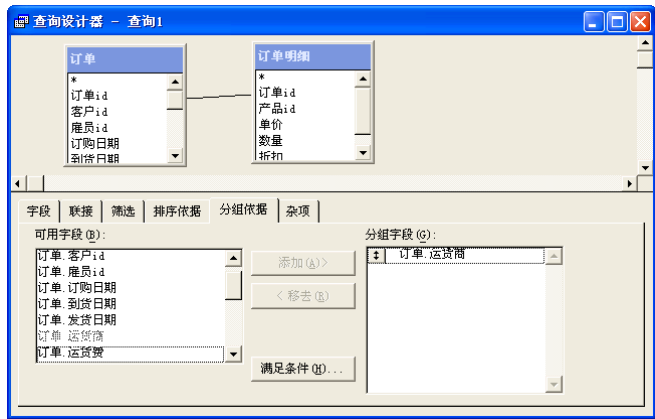 查询设计器 - 查询1
订单
*
订单id
客户id
雇员id
订购日期
到货日期
订单明细
*
订单id
产品id
单价
数量
折扣
字段 联接 筛选 排序依据 分组依据 杂项
可用字段(B):
订单.客户id
订单.雇员id
订单.订购日期
订单.到货日期
订单.发货日期
订单.运货商
订单.运货费
添加(A)>
<移去(R)
满足条件(H)...
分组字段(G):
订单.运货商